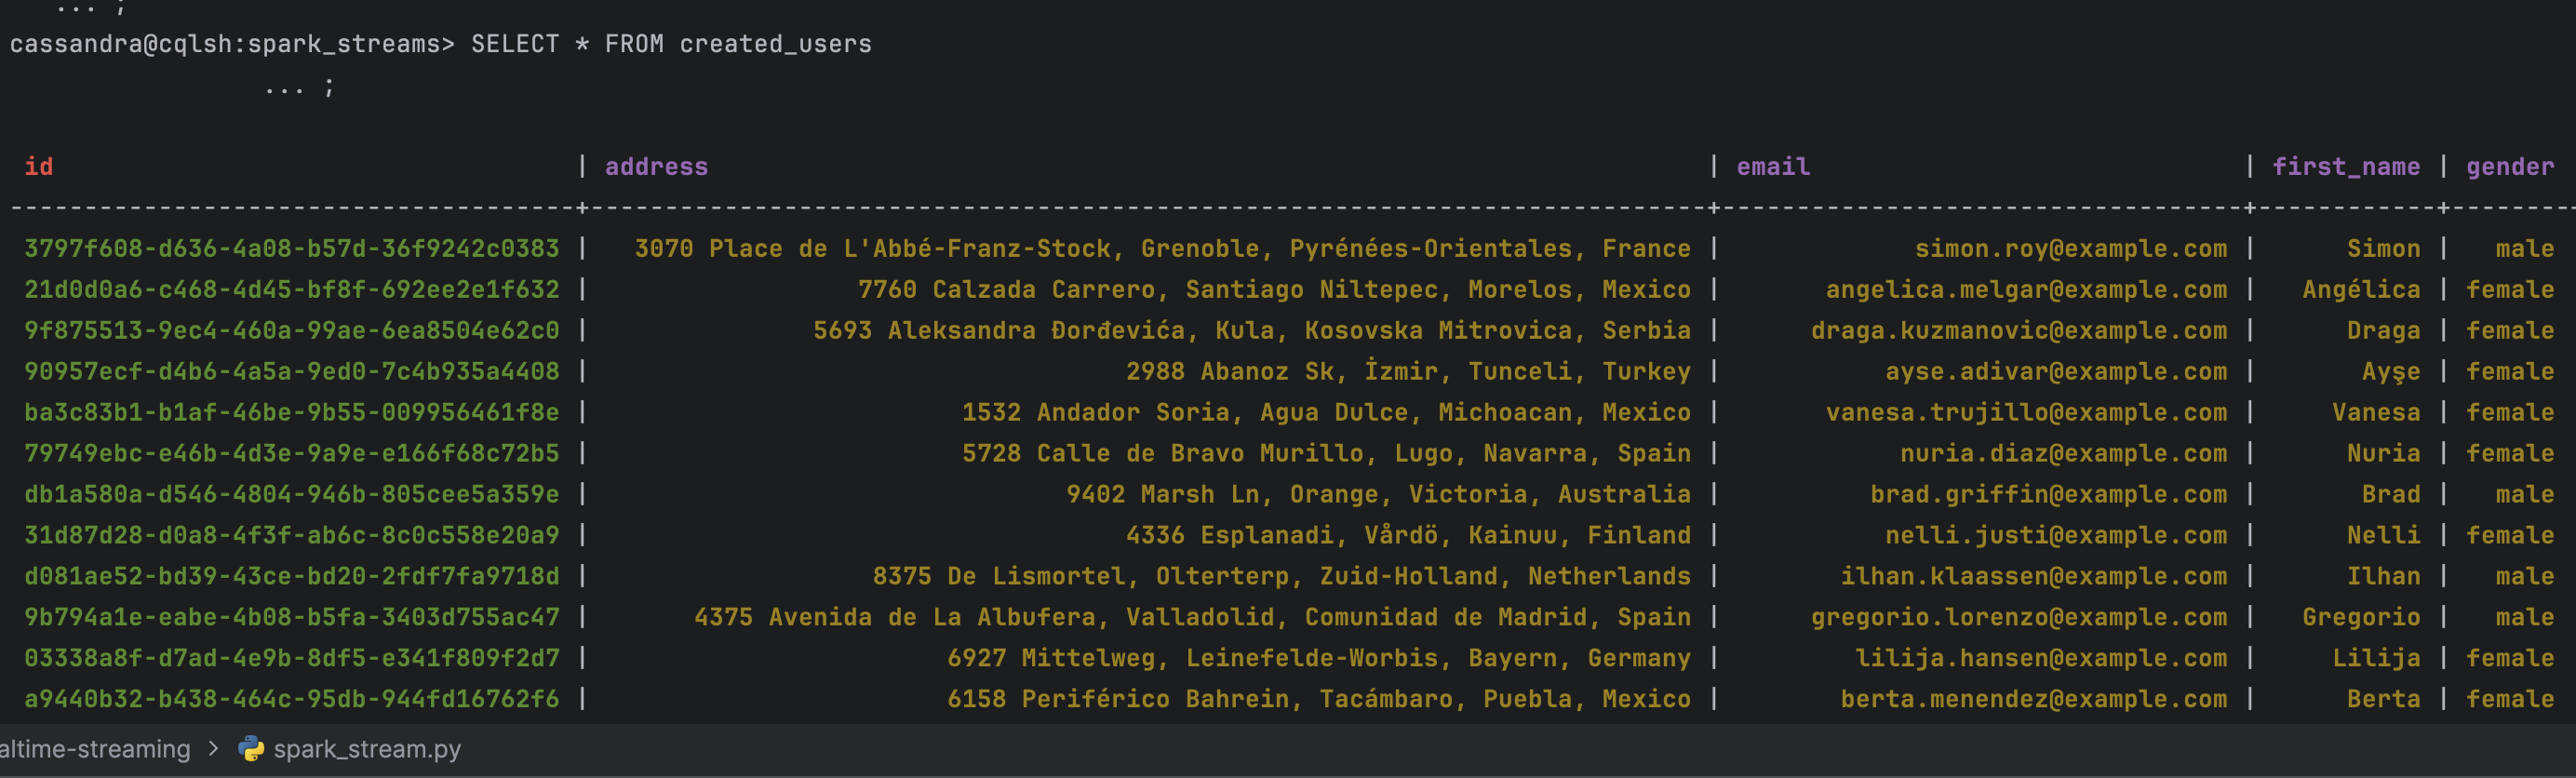 ... ;
cassandra@cqlsh:spark_streams> SELECT * FROM created_users
... ;
id | address | email | first_name | gender
--------------------------------------+---------------------------------------------------------------------------+-----------------------------------+------------+--------
3797f608-d636-4a08-b57d-36f9242c0383 | 3070 Place de L'Abbé-Franz-Stock, Grenoble, Pyrénées-Orientales, France | simon.roy@example.com | Simon | male
21d0d0a6-c468-4d45-bf8f-692ee2e1f632 | 7760 Calzada Carrero, Santiago Niltepec, Morelos, Mexico | angelica.melgar@example.com | Angélica | female
9f875513-9ec4-460a-99ae-6ea8504e62c0 | 5693 Aleksandra Đorđevića, Kula, Kosovska Mitrovica, Serbia | draga.kuzmanovic@example.com | Draga | female
90957ecf-d4b6-4a5a-9ed0-7c4b935a4408 | 2988 Abanoz Sk, İzmir, Tunceli, Turkey | ayse.adivar@example.com | Ayşe | female
ba3c83b1-b1af-46be-9b55-009956461f8e | 1532 Andador Soria, Agua Dulce, Michoacan, Mexico | vanesa.trujillo@example.com | Vanesa | female
79749ebc-e46b-4d3e-9a9e-e166f68c72b5 | 5728 Calle de Bravo Murillo, Lugo, Navarra, Spain | nuria.diaz@example.com | Nuria | female
db1a580a-d546-4804-946b-805cee5a359e | 9402 Marsh Ln, Orange, Victoria, Australia | brad.griffin@example.com | Brad | male
31d87d28-d0a8-4f3f-ab6c-8c0c558e20a9 | 4336 Esplanadi, Vårdö, Kainuu, Finland | nelli.justi@example.com | Nelli | female
d081ae52-bd39-43ce-bd20-2fdf7fa9718d | 8375 De Lismortel, Olterterp, Zuid-Holland, Netherlands | ilhan.klaassen@example.com | Ilhan | male
9b794a1e-eabe-4b08-b5fa-3403d755ac47 | 4375 Avenida de La Albufera, Valladolid, Comunidad de Madrid, Spain | gregorio.lorenzo@example.com | Gregorio | male
03338a8f-d7ad-4e9b-8df5-e341f809f2d7 | 6927 Mittelweg, Leinefelde-Worbis, Bayern, Germany | lilija.hansen@example.com | Lilija | female
a9440b32-b438-464c-95db-944fd16762f6 | 6158 Periférico Bahrein, Tacámbaro, Puebla, Mexico | berta.menendez@example.com | Berta | female
altime-streaming > spark_stream.py